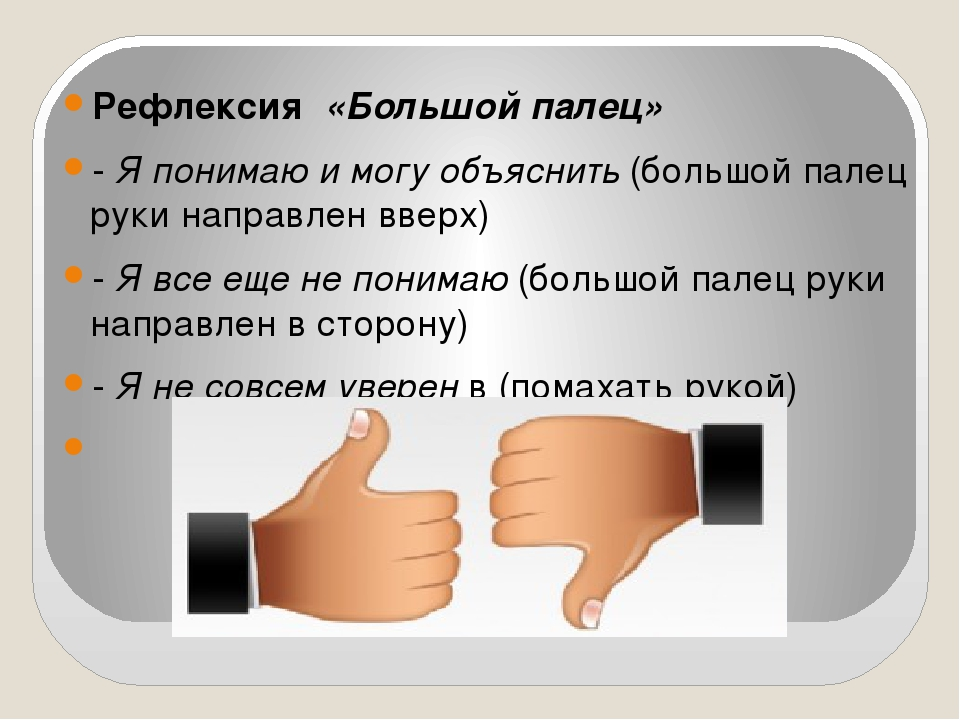 Рефлексия «Большой палец»
- Я понимаю и могу объяснить (большой палец
руки направлен вверх)
- Я все еще не понимаю (большой палец руки
направлен в сторону)
- Я не совсем уверен в (помахать рукой)